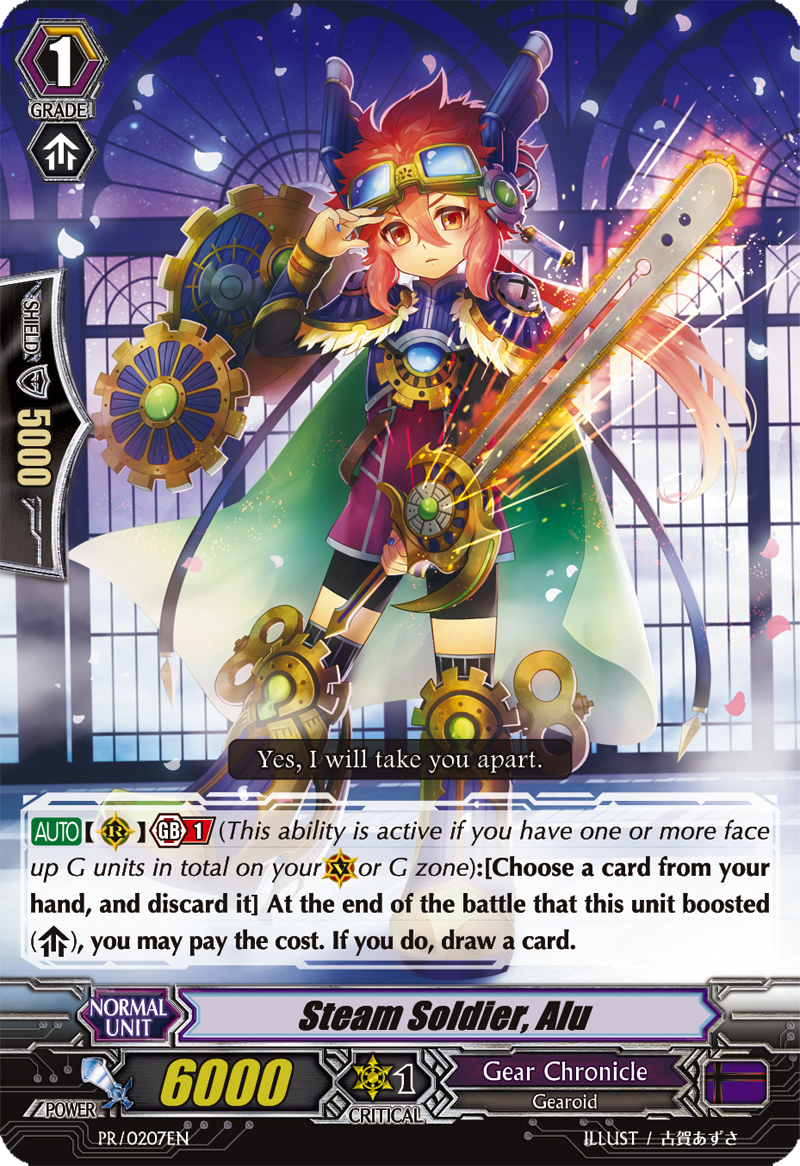 1
GRADE
SHIELD
5000
Yes, I will take you apart.
AUTO【R】GB 1 (This ability is active if you have one or more face
up G units in total on your V or G zone):[Choose a card from your
hand, and discard it] At the end of the battle that this unit boosted
( ), you may pay the cost. If you do, draw a card.
NORMAL
UNIT
Steam Soldier, Alu
POWER
6000
1
CRITICAL
Gear Chronicle
Gearoid
PR/0207EN
ILLUST / 古賀あずさ